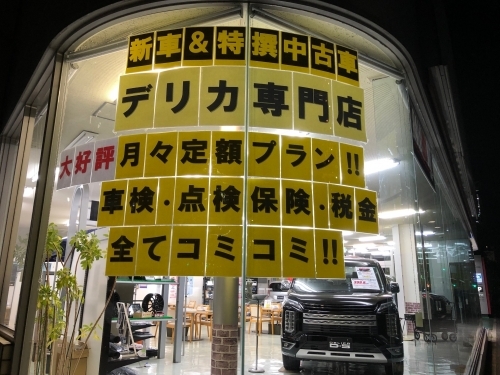 新車&特撰中古車
デリカ専門店
大好評月々定額プラン!!
車検・点検保険・税金
全てコミコミ!!